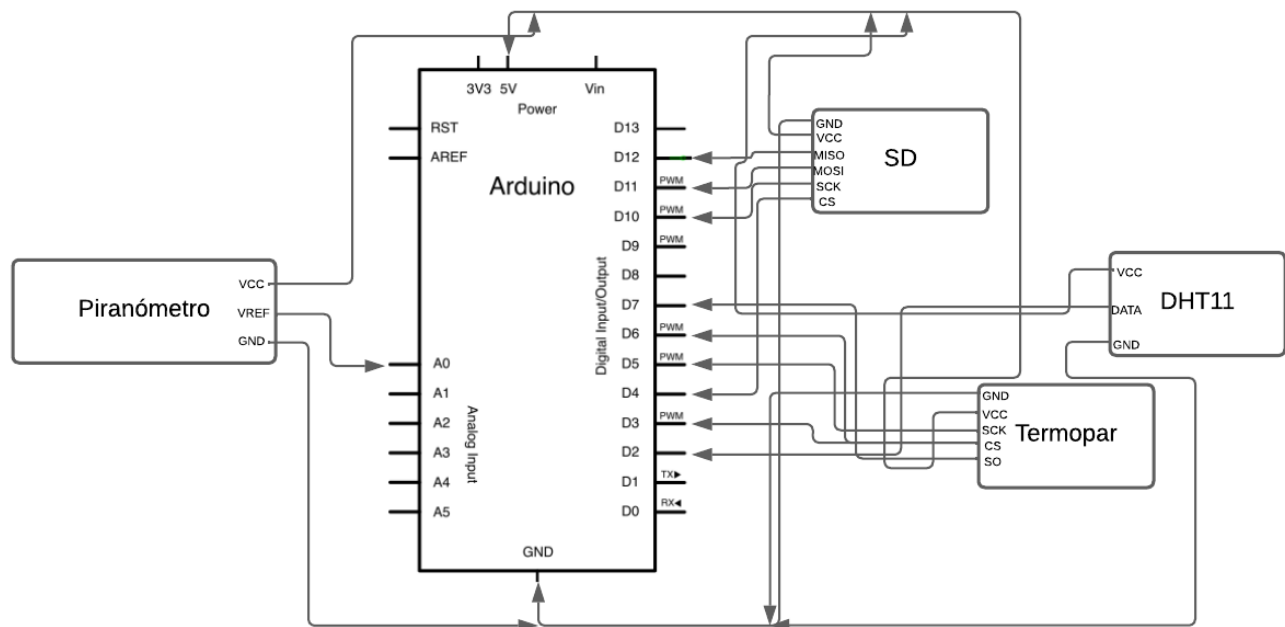 3V3 5V Vin
Power
RST
AREF
Arduino
D13
D12
D11 PWM
D10 PWM
D9 PWM
D8
D7
D6 PWM
D5 PWM
D4
D3 PWM
D2
D1 TX▶
D0 RX◀
Digital Input/Output
A0
A1
A2
A3
A4
A5
Analog Input
GND
Piranómetro
VCC
VREF
GND
SD
GND
VCC
MISO
MOSI
SCK
CS
DHT11
VCC
DATA
GND
Termopar
GND
VCC
SCK
CS
SO